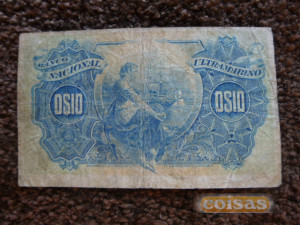 BANCO
NACIONAL
ULTRAMARINO
0$10 0$10
coisas